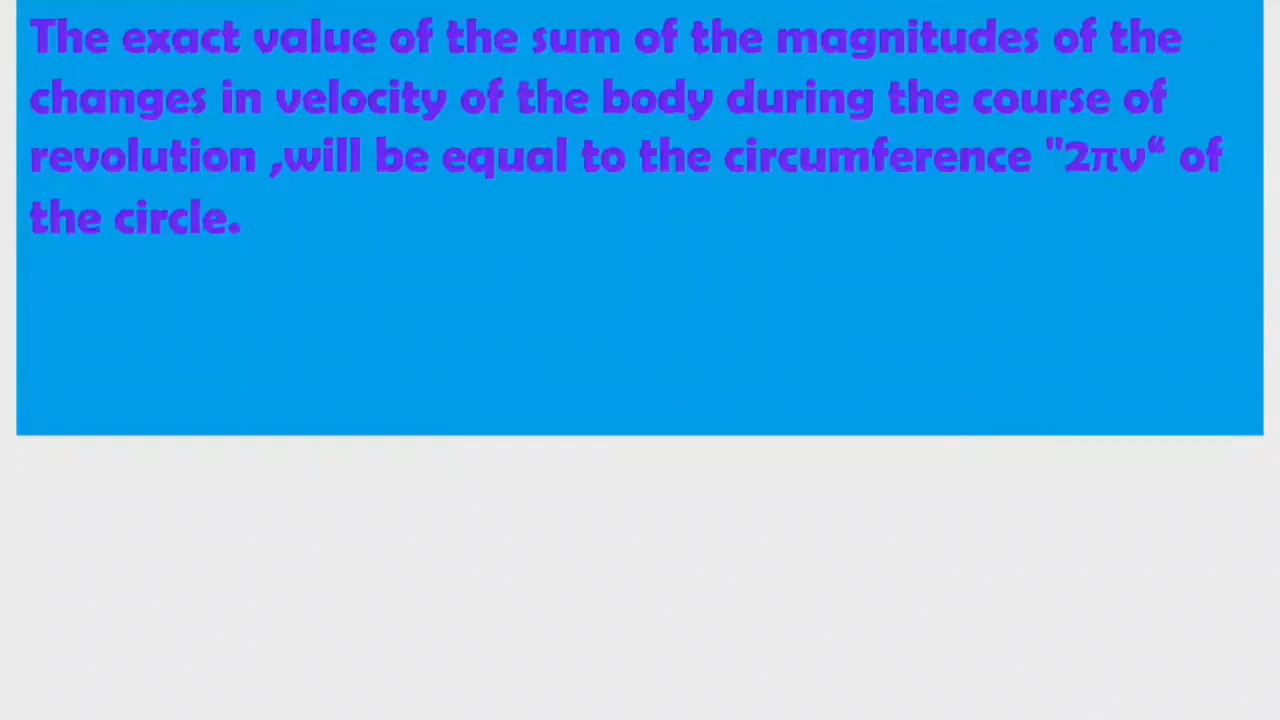 The exact value of the sum of the magnitudes of the
changes in velocity of the body during the course of
revolution ,will be equal to the circumference "2πv“ of
the circle.